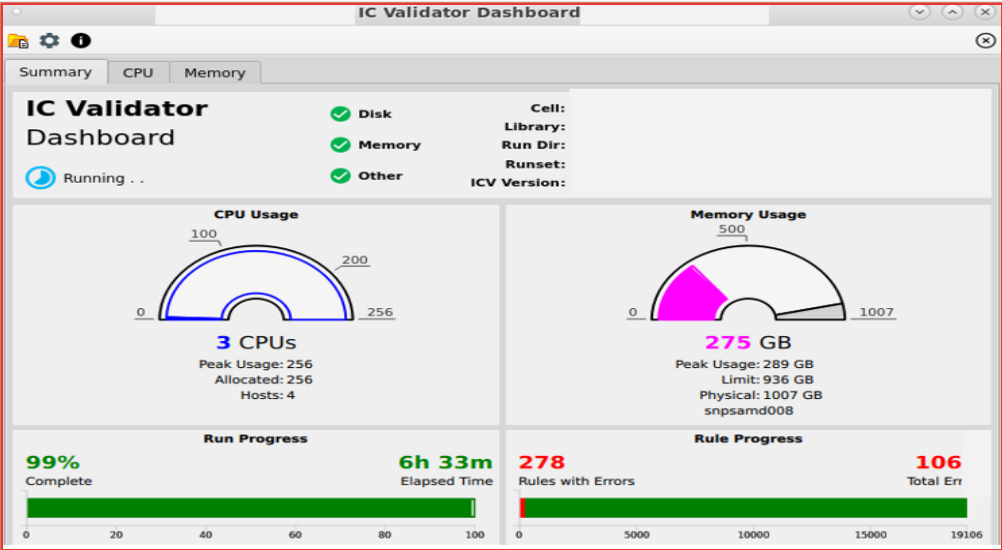 IC Validator Dashboard
Summary CPU Memory
IC Validator
Dashboard
Running . .
Disk
Memory
Other
Cell:
Library:
Run Dir:
Runset:
ICV Version:
CPU Usage
0 100 200 256
3 CPUs
Peak Usage: 256
Allocated: 256
Hosts: 4
Memory Usage
0 500 1007
275 GB
Peak Usage: 289 GB
Limit: 936 GB
Physical: 1007 GB
snpsamd008
Run Progress
99% 6h 33m
Complete Elapsed Time
0 20 40 60 80 100
Rule Progress
278 106
Rules with Errors Total Err
0 5000 10000 15000 19106